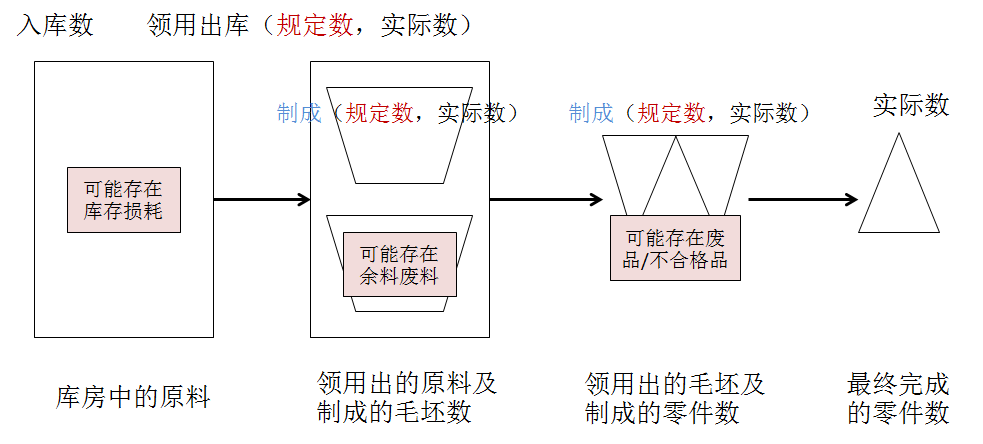 入库数
领用出库（规定数，实际数）
制成（规定数，实际数）
制成（规定数，实际数）
实际数
可能存在
库存损耗
可能存在
余料废料
可能存在废
品/不合格品
库房中的原料
领用出的原料及
制成的毛坯数
领用出的毛坯及
制成的零件数
最终完成
的零件数